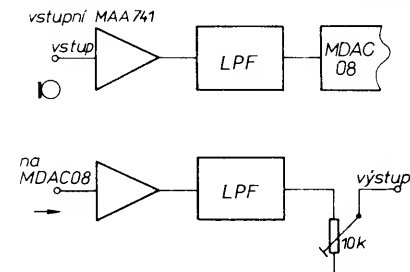 vstupní MAA741
vstup
LPF
MDAC
08
na
MDAC08
LPF
výstup
10k